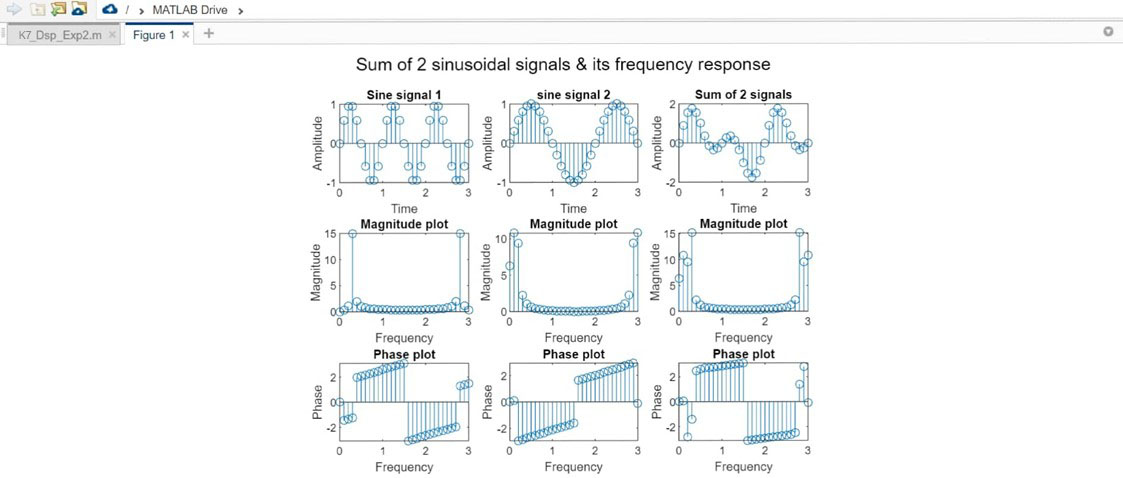 / › MATLAB Drive ›
K7_Dsp_Exp2.m × Figure 1 × +
Sum of 2 sinusoidal signals & its frequency response
Sine signal 1
1
0
-1
Amplitude
0 1 2 3
Time
sine signal 2
1
0
-1
Amplitude
0 1 2 3
Time
Sum of 2 signals
2
0
-2
Amplitude
0 1 2 3
Time
Magnitude plot
15
10
5
0
Magnitude
0 1 2 3
Frequency
Magnitude plot
10
5
0
Magnitude
0 1 2 3
Frequency
Magnitude plot
15
10
5
0
Magnitude
0 1 2 3
Frequency
Phase plot
2
0
-2
Phase
0 1 2 3
Frequency
Phase plot
2
0
-2
Phase
0 1 2 3
Frequency
Phase plot
2
0
-2
Phase
0 1 2 3
Frequency